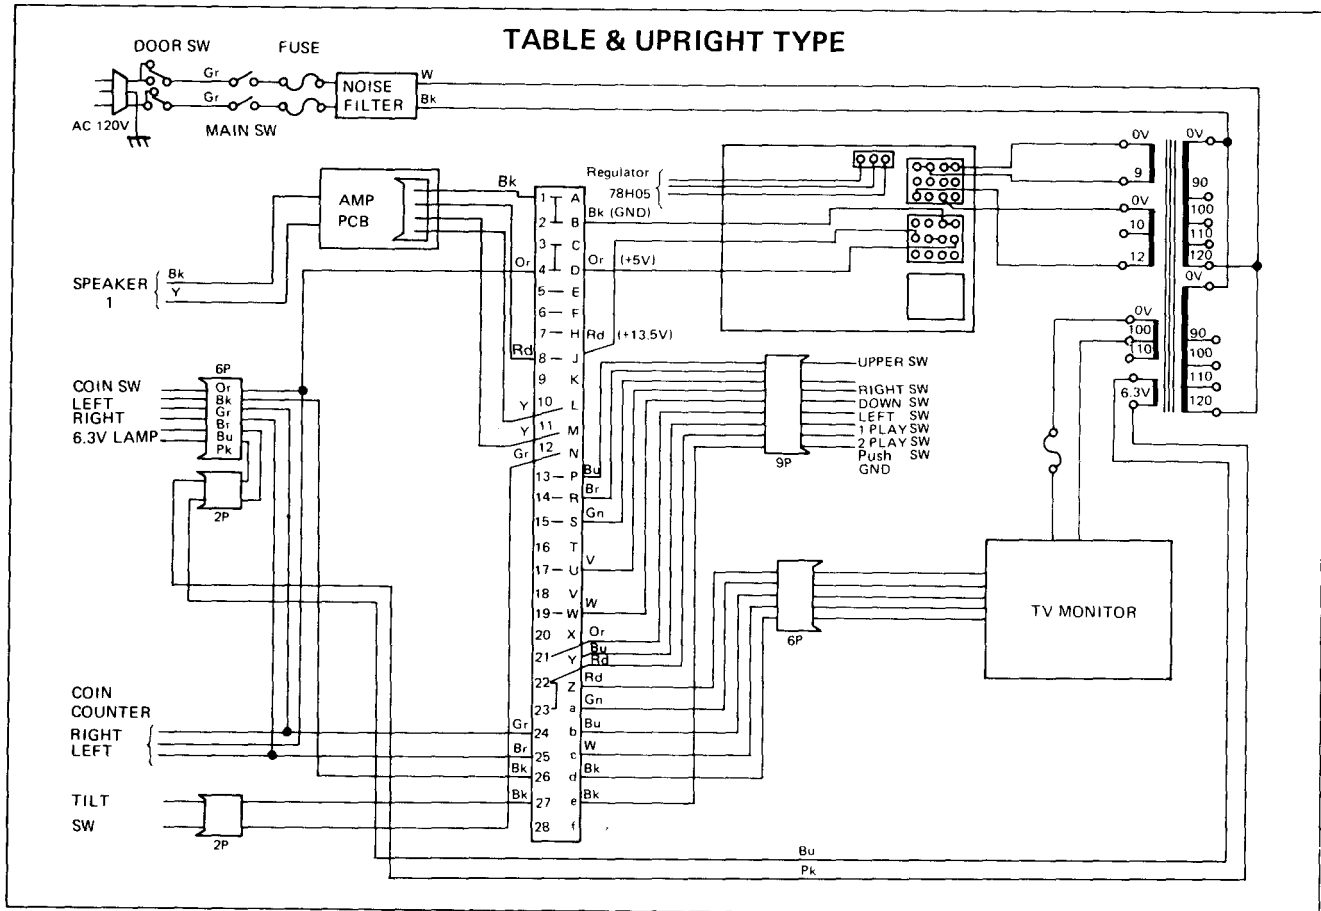 TABLE & UPRIGHT TYPE
DOOR SW
FUSE
Gr
Gr
NOISE
FILTER
W
Bk
AC 120V
MAIN SW
AMP
PCB
Bk
SPEAKER
1
Bk
Y
Or
Rd
Y
Y
Gr
1 A
2 B
3 C
4 D
5 E
6 F
7 H
8 J
9 K
10 L
11 M
12 N
13 P
14 R
15 S
16 T
17 U
18 V
19 W
20 X
21 Y
22 Z
23 a
24 b
25 c
26 d
27 e
28 f
Regulator
78H05
Bk (GND)
Or (+5V)
Rd (+13.5V)
0V
9
0V
10
12
0V
100
10
6.3V
0V
90
100
110
120
0V
90
100
110
120
6P
COIN SW
LEFT
RIGHT
6.3V LAMP
Or
Bk
Gr
Br
Bu
Pk
2P
UPPER SW
RIGHT SW
DOWN SW
LEFT SW
1 PLAY SW
2 PLAY SW
Push SW
GND
9P
Bu
Br
Gn
V
W
Or
Bu
Rd
Rd
Gn
Bu
W
Bk
Bk
6P
TV MONITOR
COIN
COUNTER
RIGHT
LEFT
Gr
Br
Bk
Bk
TILT
SW
2P
Bu
Pk